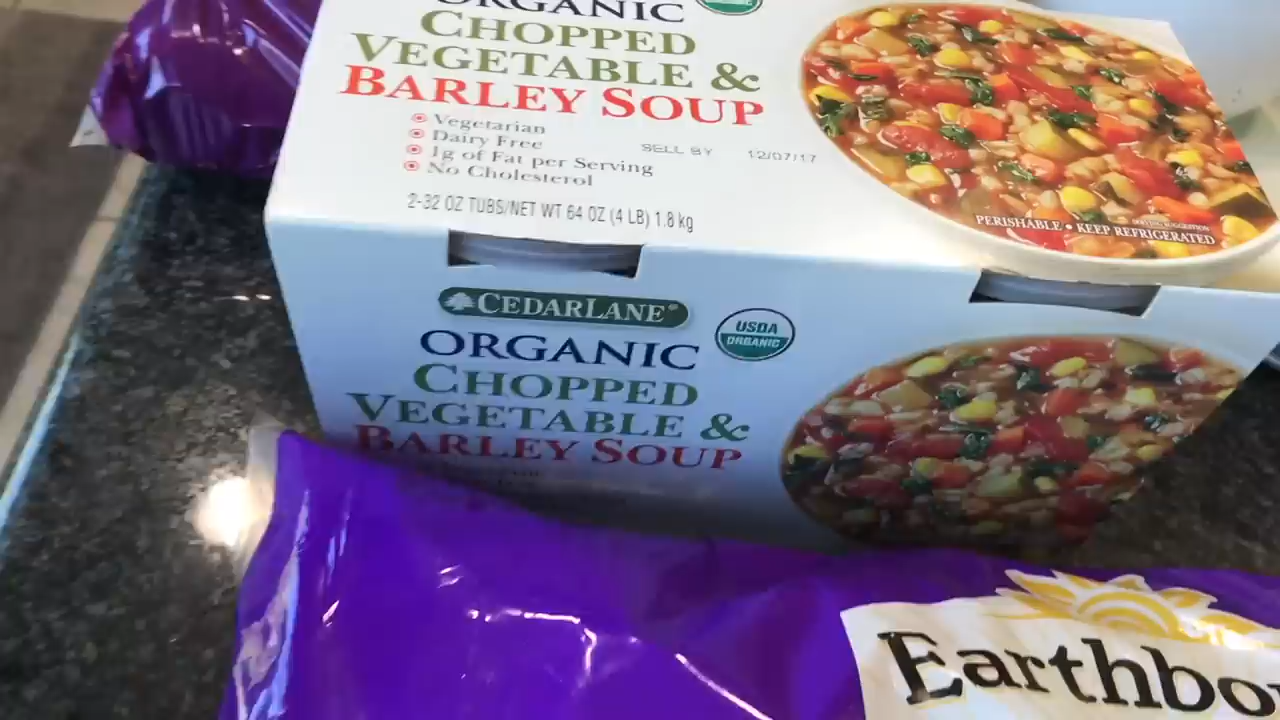 ORGANIC
CHOPPED
VEGETABLE &
BARLEY SOUP
Vegetarian
Dairy Free
1g of Fat per Serving
No Cholesterol
SELL BY 12/07/17
2-32 OZ TUBS/NET WT 64 OZ (4 LB) 1.8 kg
SERVING SUGGESTION
PERISHABLE • KEEP REFRIGERATED
CEDARLANE®
USDA
ORGANIC
ORGANIC
CHOPPED
VEGETABLE &
BARLEY SOUP
Earthbo